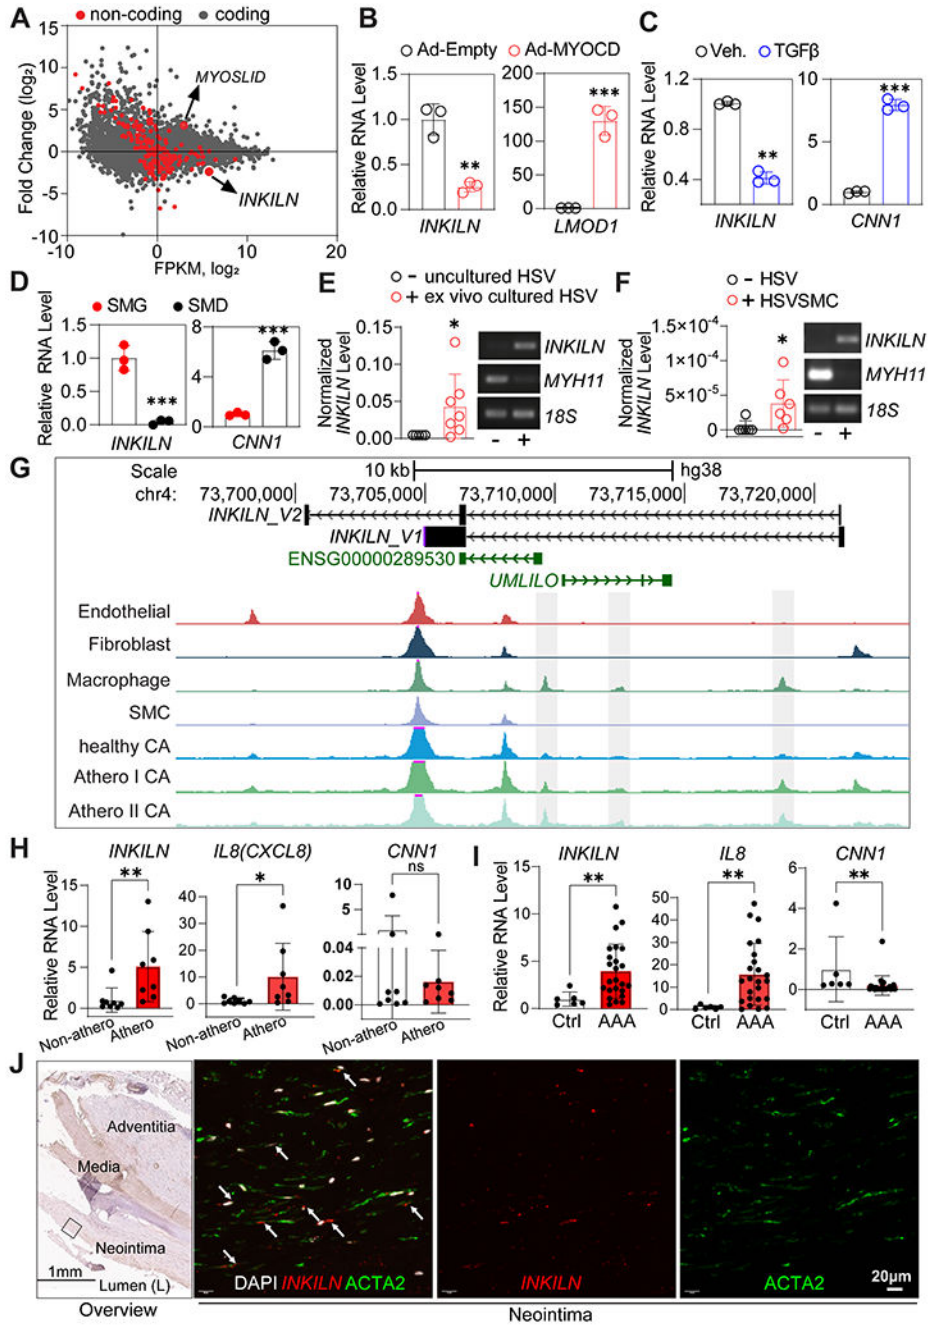 A
non-coding
coding
Fold Change (log₂)
15
10
5
0
-5
-10
MYOSLID
INKILN
-10
0
10
20
FPKM, log₂
B
Ad-Empty
Ad-MYOCD
Relative RNA Level
1.5
1.0
0.5
0.0
**
INKILN
200
150
100
50
0
***
LMOD1
C
Veh.
TGFβ
Relative RNA Level
1.2
0.8
0.4
**
INKILN
10
5
0
***
CNN1
D
SMG
SMD
Relative RNA Level
1.5
1.0
0.5
0.0
***
INKILN
8
4
0
***
CNN1
E
- uncultured HSV
+ ex vivo cultured HSV
Normalized
INKILN Level
0.15
0.10
0.05
0.00
*
INKILN
MYH11
18S
- +
F
- HSV
+ HSVSMC
Normalized
INKILN Level
1.5×10⁻⁴
1×10⁻⁴
5×10⁻⁵
0
*
INKILN
MYH11
18S
- +
G
Scale
10 kb
hg38
chr4:
73,700,000
73,705,000
73,710,000
73,715,000
73,720,000
INKILN_V2
INKILN_V1
ENSG00000289530
UMLILO
Endothelial
Fibroblast
Macrophage
SMC
healthy CA
Athero I CA
Athero II CA
H
Relative RNA Level
INKILN
15
10
5
0
**
Non-athero
Athero
IL8(CXCL8)
40
30
20
10
0
*
Non-athero
Athero
CNN1
10
5
0.04
0.02
0.00
ns
Non-athero
Athero
I
Relative RNA Level
INKILN
15
10
5
0
**
Ctrl AAA
IL8
50
40
30
20
10
0
**
Ctrl AAA
CNN1
6
4
2
0
**
Ctrl AAA
J
Adventitia
Media
Neointima
1mm
Lumen (L)
Overview
DAPI INKILN ACTA2
INKILN
ACTA2
20μm
Neointima